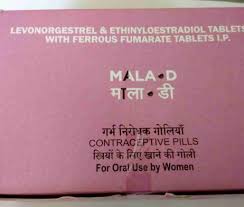 LEVONORGESTREL & ETHINYLOESTRADIOL TABLETS
WITH FERROUS FUMARATE TABLETS I.P.
MALA-D
माला-डी
गर्भ निरोधक गोलियाँ
CONTRACEPTIVE PILLS
स्त्रियों के लिए खाने की गोली
For Oral Use by Women